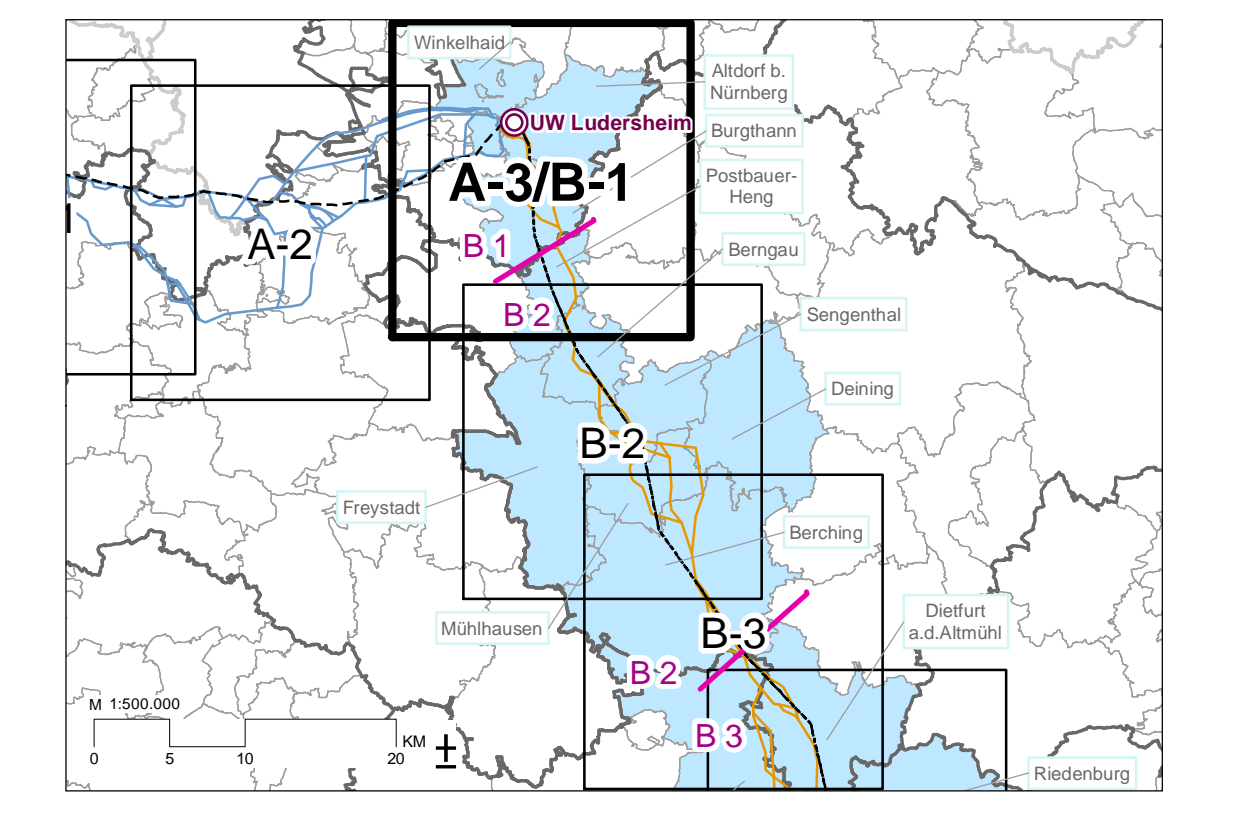 Winkelhaid
Altdorf b.
Nürnberg
UW Ludersheim
Burgthann
A-3/B-1
Postbauer-
Heng
1
A-2
B 1
Berngau
B 2
Sengenthal
Deining
B-2
Freystadt
Berching
Mühlhausen
B-3
Dietfurt
a.d.Altmühl
B 2
M 1:500.000
B 3
KM
0
5
10
20
Riedenburg